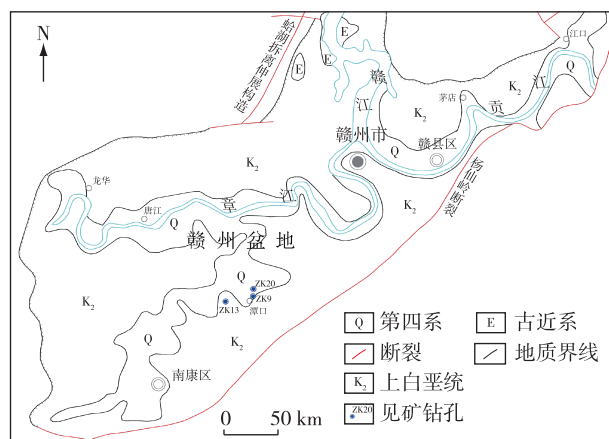 N
蛤湖拆离伸展构造
E
E
E
赣
江
K2
K2
茅店
江口
Q
贡
江
赣州市
Q
赣县区
杨仙岭断裂
K2
K2
龙华
唐江
Q
章
江
赣州盆地
Q
ZK20
ZK9
ZK13
潭口
K2
Q
K2
南康区
0 50 km
Q 第四系 E 古近系
断裂 地质界线
K2 上白垩统
ZK20 见矿钻孔